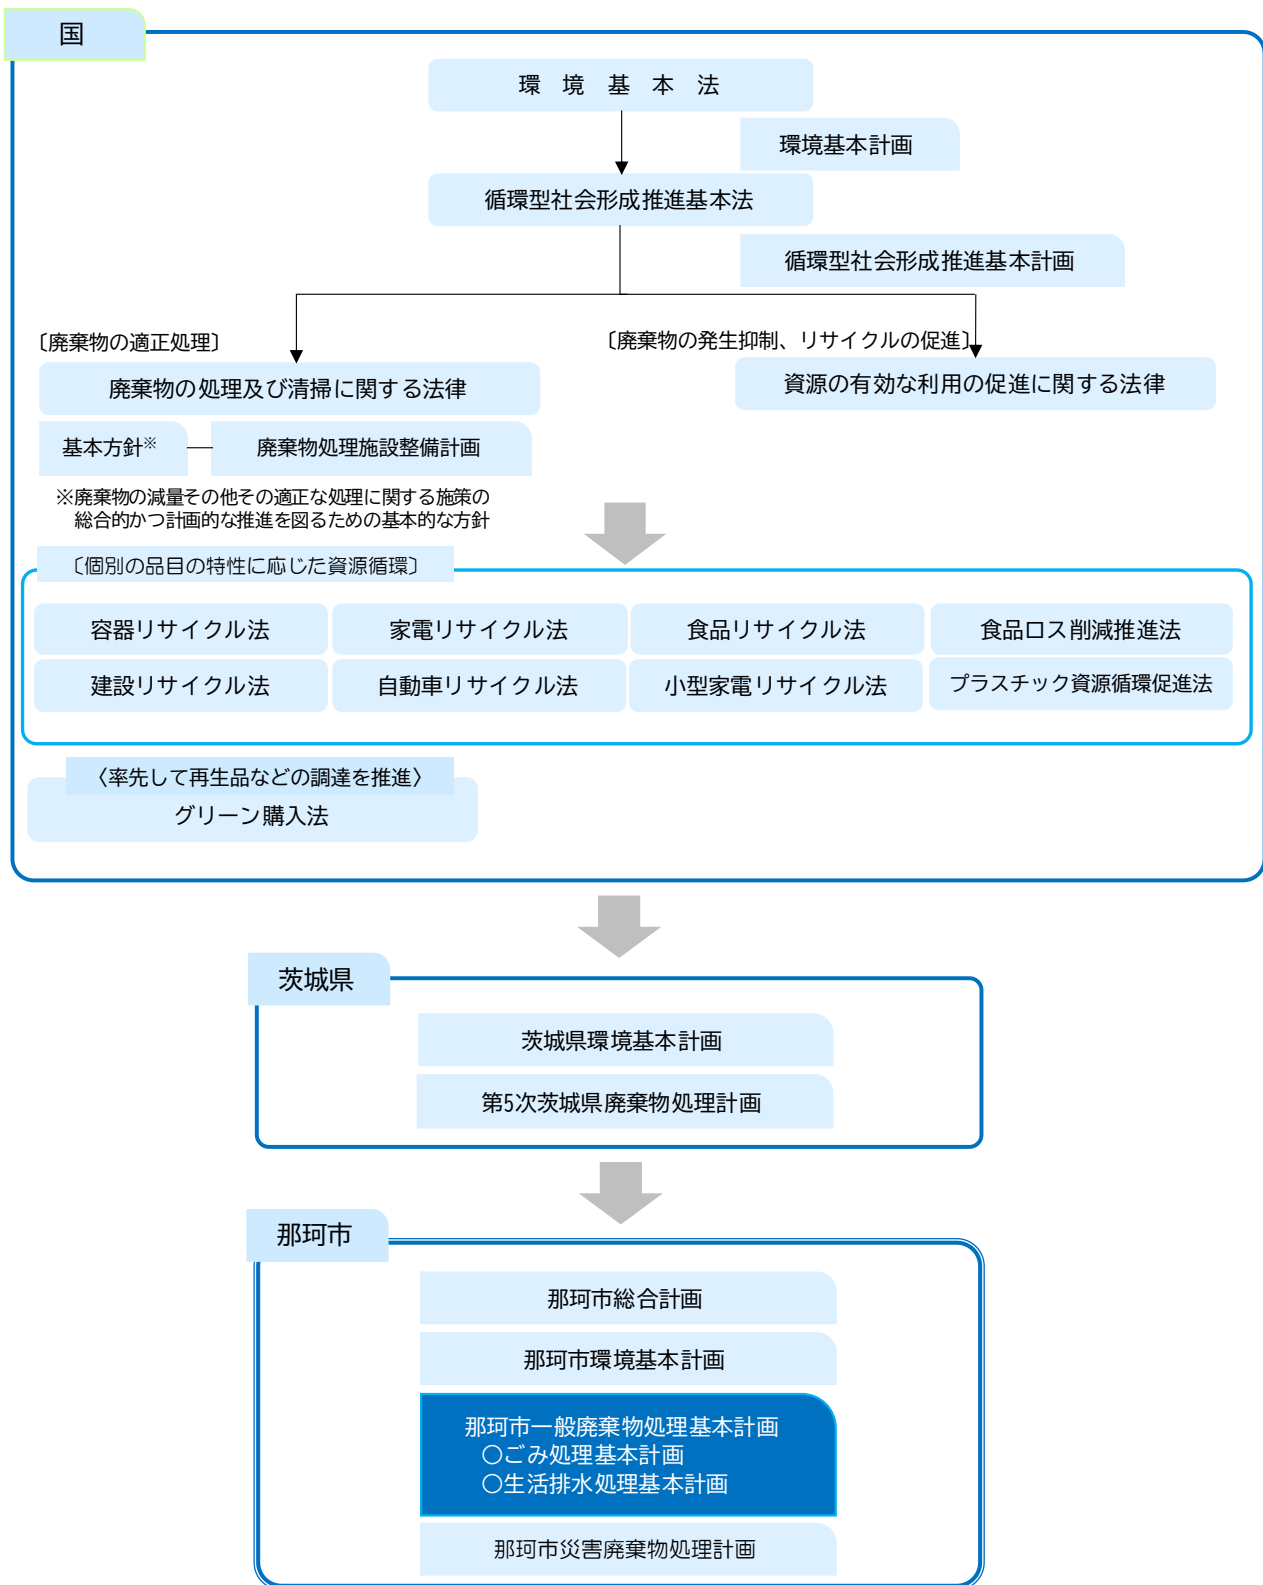 国
環　境　基　本　法
環境基本計画
循環型社会形成推進基本法
循環型社会形成推進基本計画
〔廃棄物の適正処理〕
〔廃棄物の発生抑制、リサイクルの促進〕
廃棄物の処理及び清掃に関する法律
資源の有効な利用の促進に関する法律
基本方針※
廃棄物処理施設整備計画
※廃棄物の減量その他その適正な処理に関する施策の
総合的かつ計画的な推進を図るための基本的な方針
〔個別の品目の特性に応じた資源循環〕
容器リサイクル法
家電リサイクル法
食品リサイクル法
食品ロス削減推進法
建設リサイクル法
自動車リサイクル法
小型家電リサイクル法
プラスチック資源循環促進法
〈率先して再生品などの調達を推進〉
グリーン購入法
茨城県
茨城県環境基本計画
第5次茨城県廃棄物処理計画
那珂市
那珂市総合計画
那珂市環境基本計画
那珂市一般廃棄物処理基本計画
〇ごみ処理基本計画
〇生活排水処理基本計画
那珂市災害廃棄物処理計画